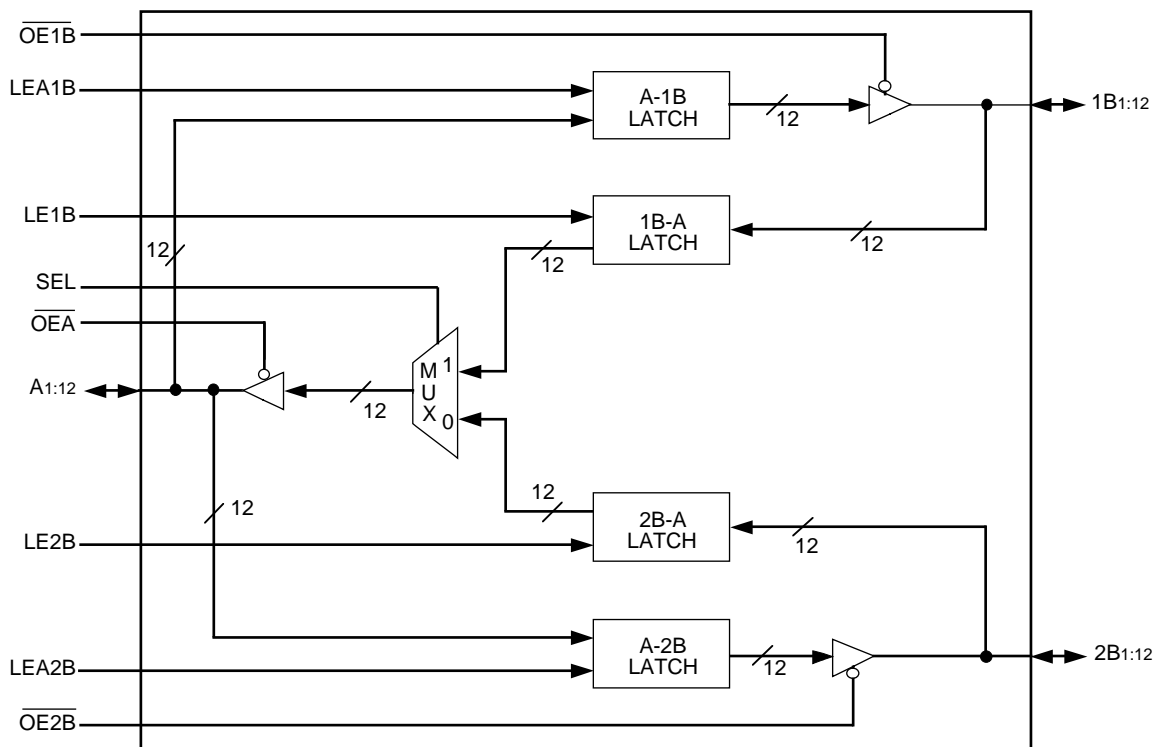 OE1B
LEA1B
A-1B
LATCH
12
1B1:12
LE1B
1B-A
LATCH
12
12
12
SEL
OEA
A1:12
12
M
U
X
1
0
12
12
2B-A
LATCH
12
LE2B
A-2B
LATCH
12
2B1:12
LEA2B
OE2B